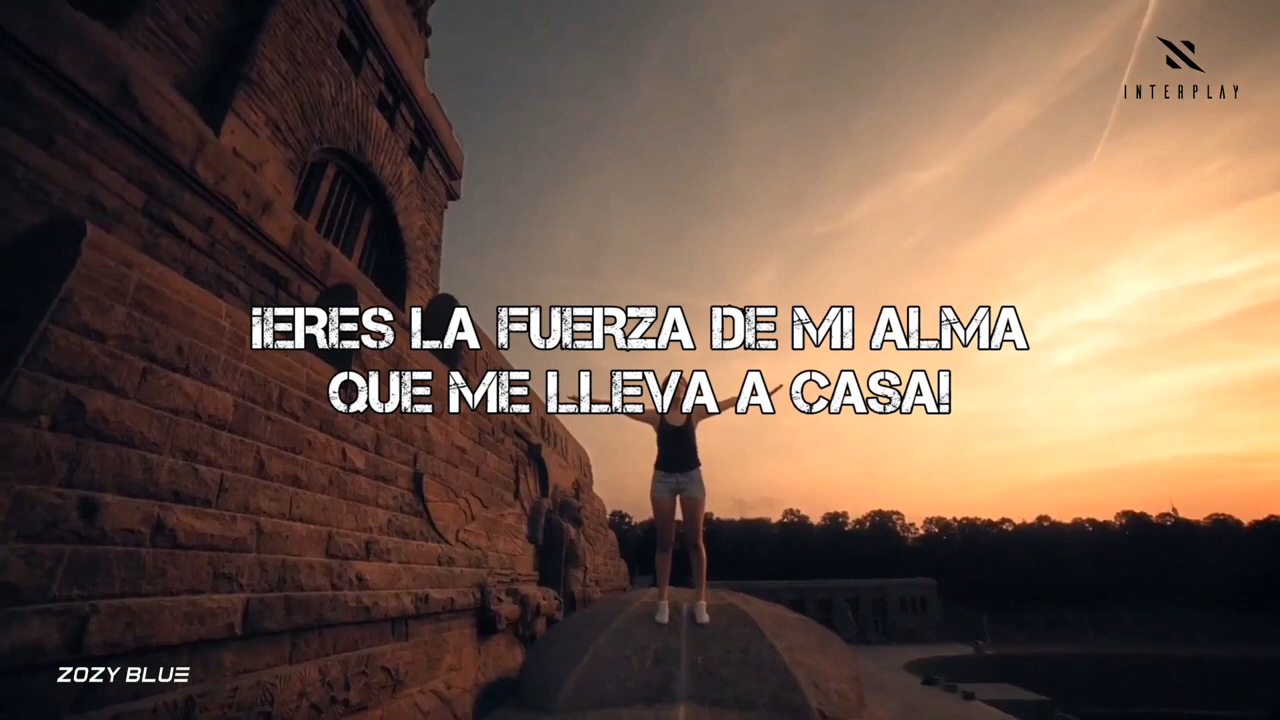 INTERPLAY
¡ERES LA FUERZA DE MI ALMA
QUE ME LLEVA A CASA!
ZOZY BLUE